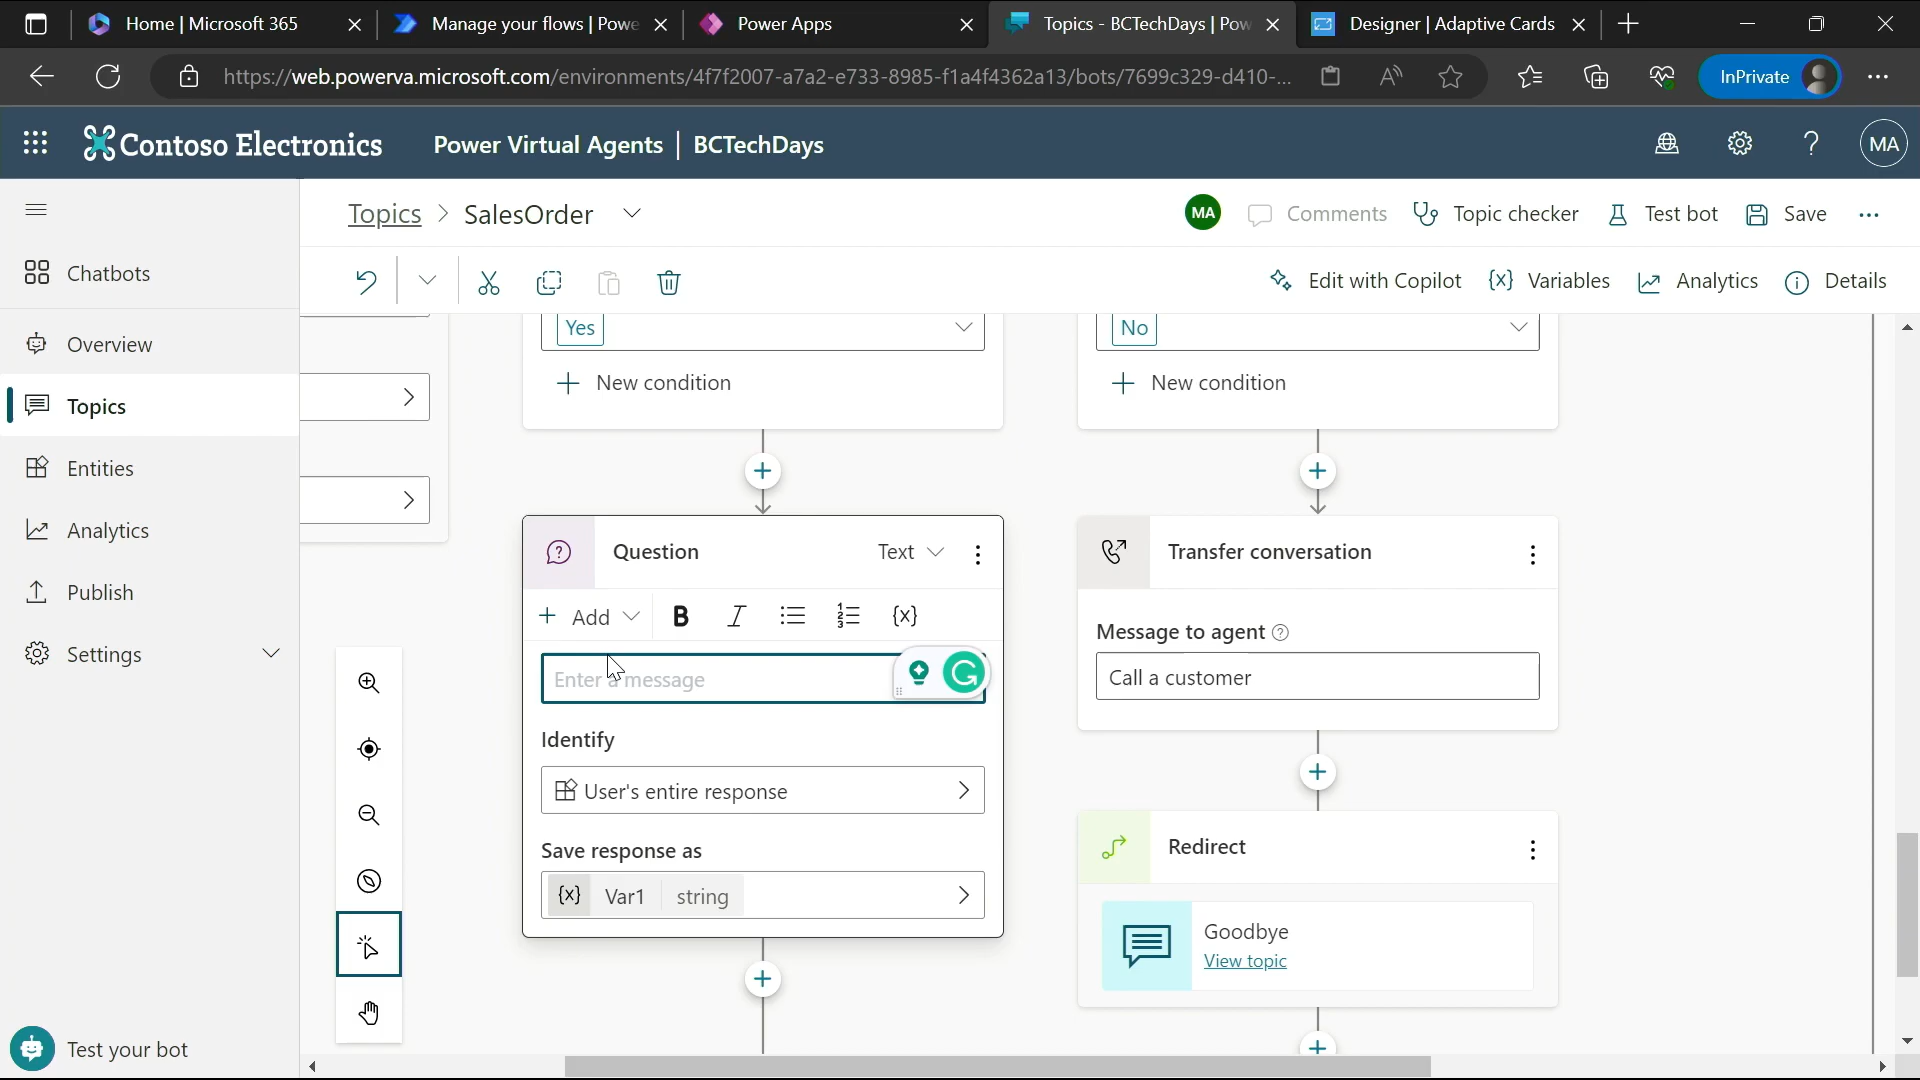 Home | Microsoft 365
Manage your flows | Powe
Power Apps
Topics - BCTechDays | Pow
Designer | Adaptive Cards
https://web.powerva.microsoft.com/environments/4f7f2007-a7a2-e733-8985-f1a4f4362a13/bots/7699c329-d410-...
InPrivate
Contoso Electronics
Power Virtual Agents | BCTechDays
MA
Topics > SalesOrder
MA
Comments
Topic checker
Test bot
Save
Chatbots
Edit with Copilot
{x} Variables
Analytics
Details
Overview
Topics
Entities
Analytics
Publish
Settings
Test your bot
Yes
New condition
No
New condition
Question
Text
Add
B
I
{x}
Enter a message
Identify
User's entire response
Save response as
{x} Var1 string
Transfer conversation
Message to agent
Call a customer
Redirect
Goodbye
View topic